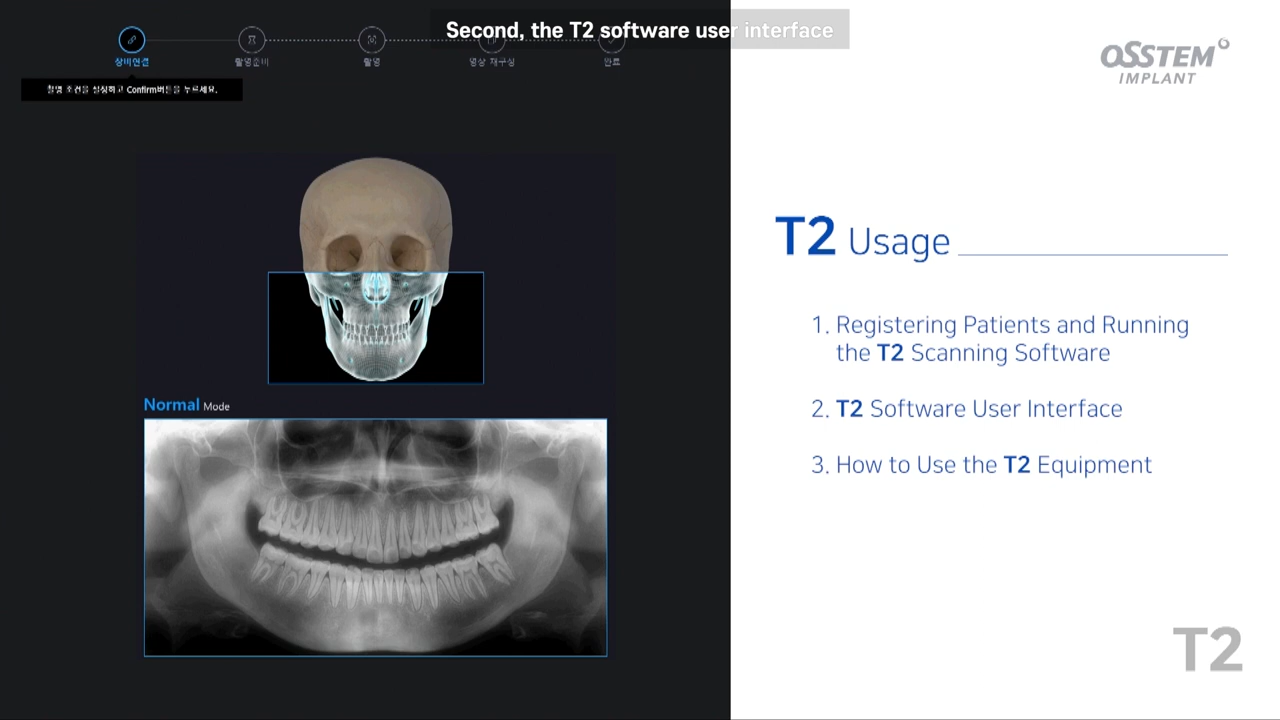 Second, the T2 software user interface
장비연결
촬영준비
촬영
영상 재구성
완료
촬영 조건을 설정하고 Confirm버튼을 누르세요.
Normal Mode
OSSTEM
IMPLANT
T2 Usage
1. Registering Patients and Running
the T2 Scanning Software
2. T2 Software User Interface
3. How to Use the T2 Equipment
T2